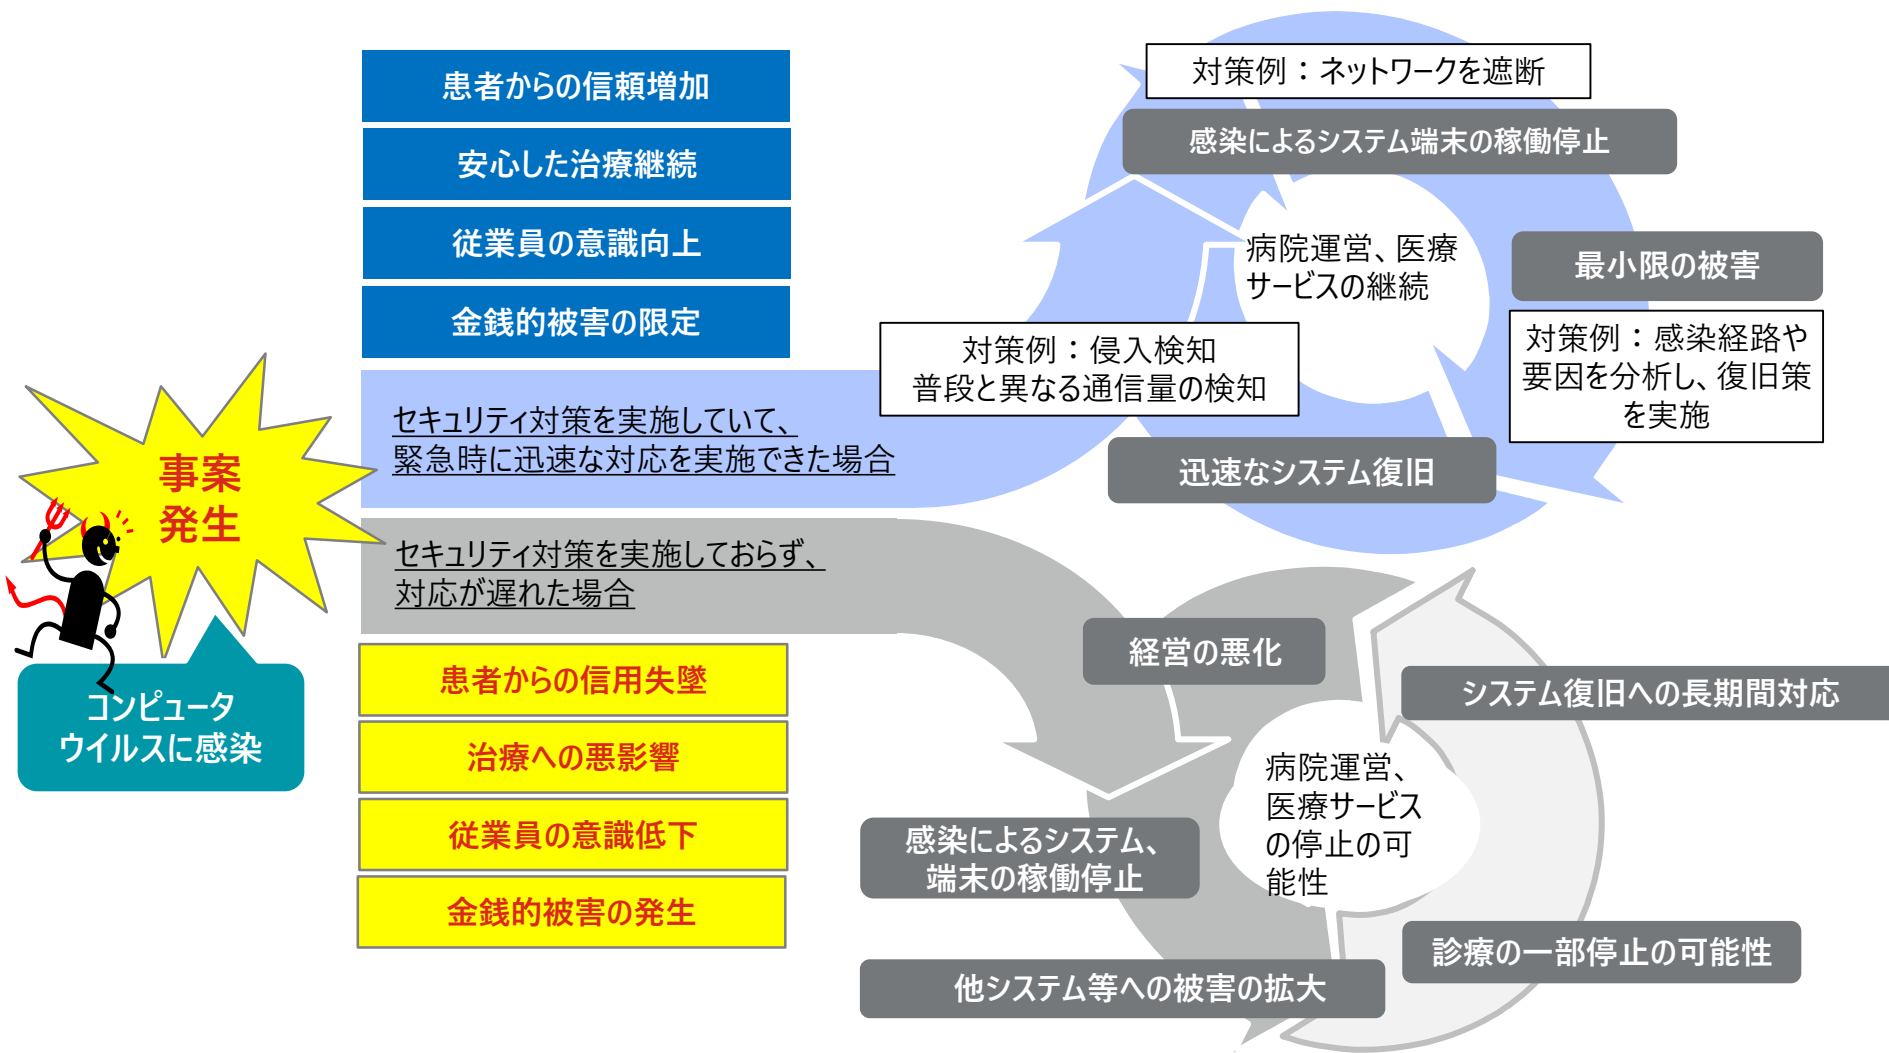 患者からの信頼増加
安心した治療継続
従業員の意識向上
金銭的被害の限定
セキュリティ対策を実施していて、
緊急時に迅速な対応を実施できた場合
事案
発生
コンピュータ
ウイルスに感染
セキュリティ対策を実施しておらず、
対応が遅れた場合
患者からの信用失墜
治療への悪影響
従業員の意識低下
金銭的被害の発生
対策例：ネットワークを遮断
感染によるシステム端末の稼働停止
病院運営、医療
サービスの継続
最小限の被害
対策例：感染経路や
要因を分析し、復旧策
を実施
対策例：侵入検知
普段と異なる通信量の検知
迅速なシステム復旧
経営の悪化
システム復旧への長期間対応
病院運営、
医療サービス
の停止の可
能性
感染によるシステム、
端末の稼働停止
診療の一部停止の可能性
他システム等への被害の拡大